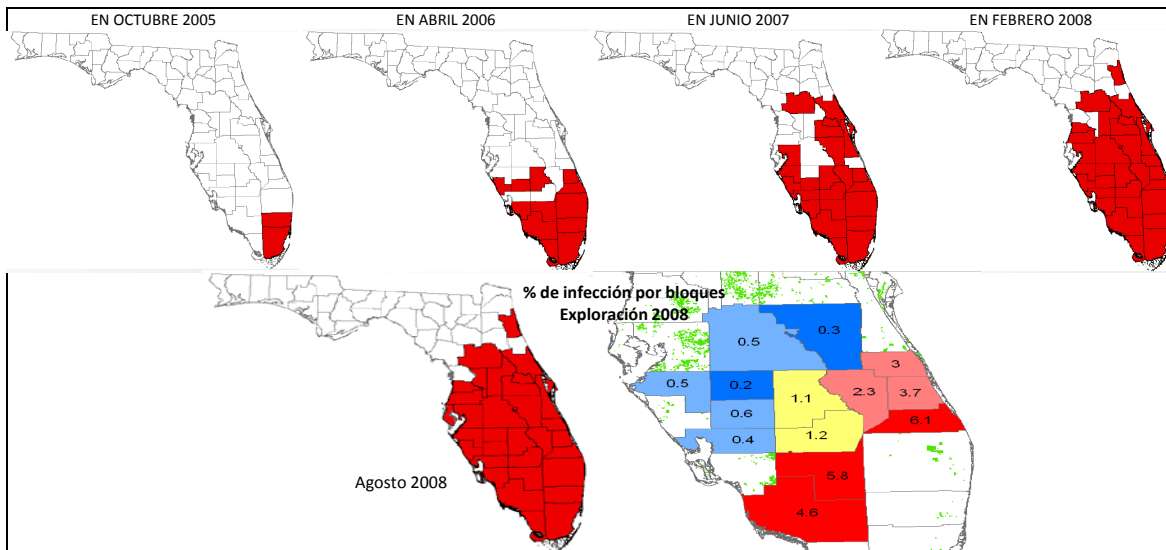 EN OCTUBRE 2005
EN ABRIL 2006
EN JUNIO 2007
EN FEBRERO 2008
% de infección por bloques
Exploración 2008
0.3
0.5
3
0.5
0.2
1.1
2.3
3.7
0.6
6.1
0.4
1.2
5.8
4.6
Agosto 2008